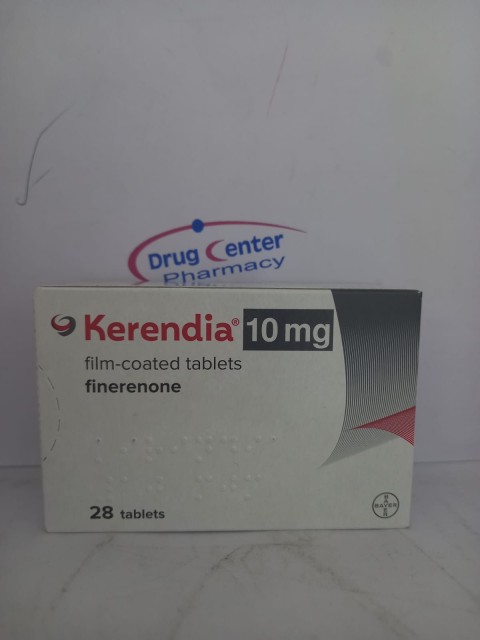 Drug Center
Pharmacy
Kerendia® 10 mg
film-coated tablets
finerenone
28 tablets
BAYER